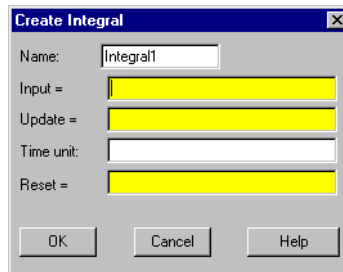 Create Integral
Name: Integral1
Input =
Update =
Time unit:
Reset =
OK Cancel Help